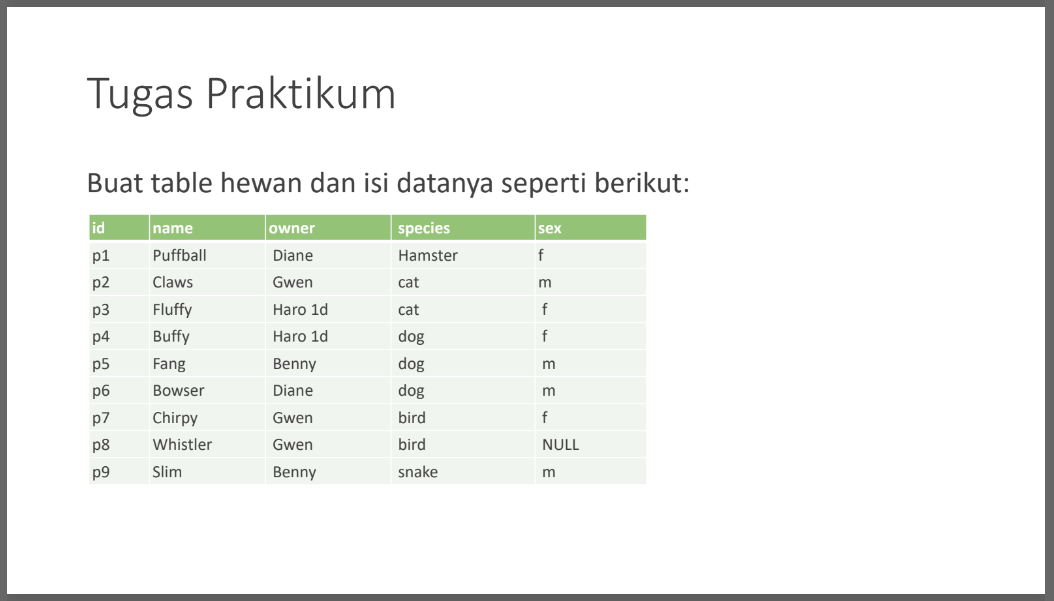 Tugas Praktikum
Buat table hewan dan isi datanya seperti berikut:
id name owner species sex
p1 Puffball Diane Hamster f
p2 Claws Gwen cat m
p3 Fluffy Haro 1d cat f
p4 Buffy Haro 1d dog f
p5 Fang Benny dog m
p6 Bowser Diane dog m
p7 Chirpy Gwen bird f
p8 Whistler Gwen bird NULL
p9 Slim Benny snake m